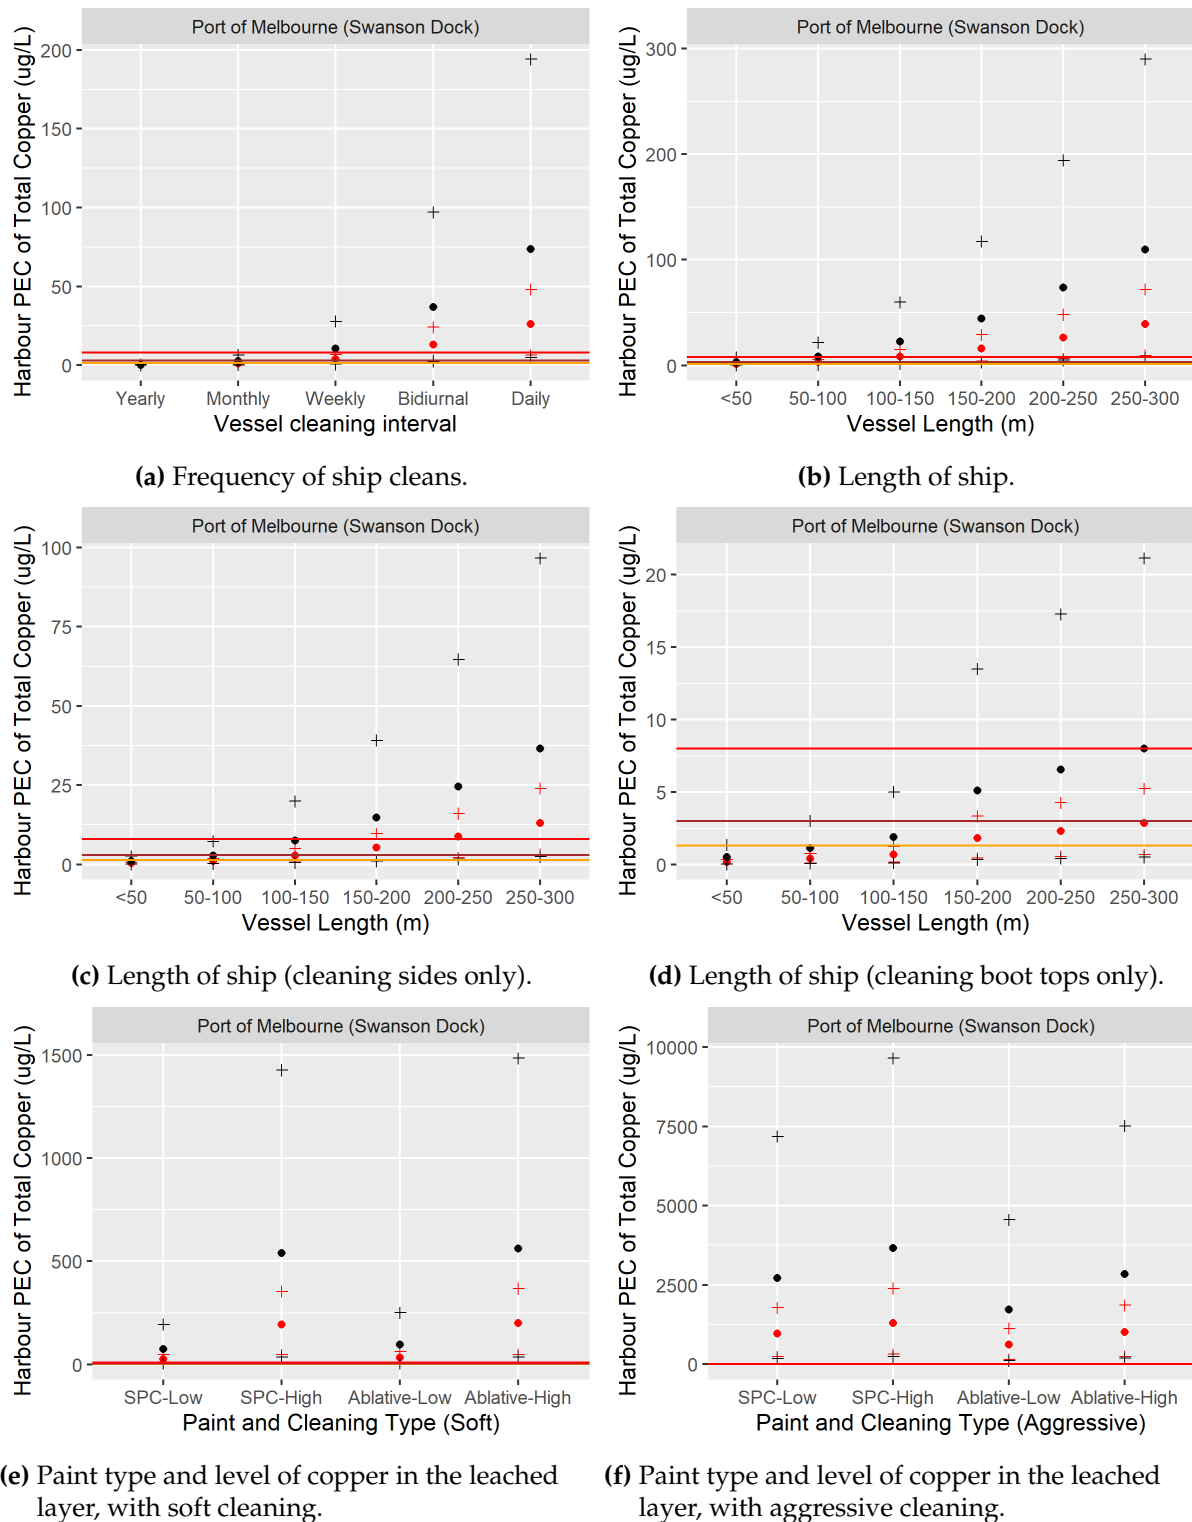 Port of Melbourne (Swanson Dock)
Harbour PEC of Total Copper (ug/L)
200
150
100
50
0
Yearly Monthly Weekly Bidiurnal Daily
Vessel cleaning interval
(a) Frequency of ship cleans.
Port of Melbourne (Swanson Dock)
Harbour PEC of Total Copper (ug/L)
300
200
100
0
<50 50-100 100-150 150-200 200-250 250-300
Vessel Length (m)
(b) Length of ship.
Port of Melbourne (Swanson Dock)
Harbour PEC of Total Copper (ug/L)
100
75
50
25
0
<50 50-100 100-150 150-200 200-250 250-300
Vessel Length (m)
(c) Length of ship (cleaning sides only).
Port of Melbourne (Swanson Dock)
Harbour PEC of Total Copper (ug/L)
20
15
10
5
0
<50 50-100 100-150 150-200 200-250 250-300
Vessel Length (m)
(d) Length of ship (cleaning boot tops only).
Port of Melbourne (Swanson Dock)
Harbour PEC of Total Copper (ug/L)
1500
1000
500
0
SPC-Low SPC-High Ablative-Low Ablative-High
Paint and Cleaning Type (Soft)
(e) Paint type and level of copper in the leached
layer, with soft cleaning.
Port of Melbourne (Swanson Dock)
Harbour PEC of Total Copper (ug/L)
10000
7500
5000
2500
0
SPC-Low SPC-High Ablative-Low Ablative-High
Paint and Cleaning Type (Aggressive)
(f) Paint type and level of copper in the leached
layer, with aggressive cleaning.